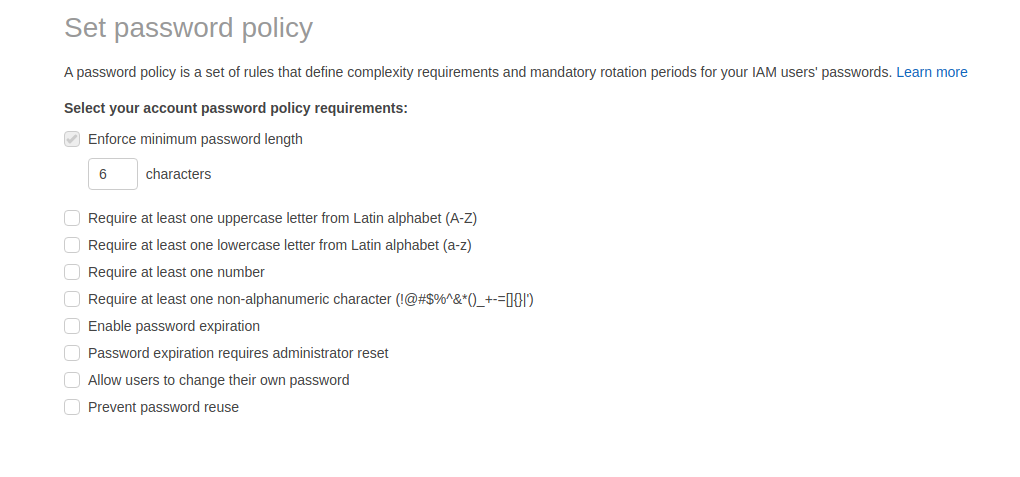 Set password policy
A password policy is a set of rules that define complexity requirements and mandatory rotation periods for your IAM users' passwords. Learn more
Select your account password policy requirements:
Enforce minimum password length
6 characters
Require at least one uppercase letter from Latin alphabet (A-Z)
Require at least one lowercase letter from Latin alphabet (a-z)
Require at least one number
Require at least one non-alphanumeric character (!@#$%^&*()_+-=[]{}|')
Enable password expiration
Password expiration requires administrator reset
Allow users to change their own password
Prevent password reuse